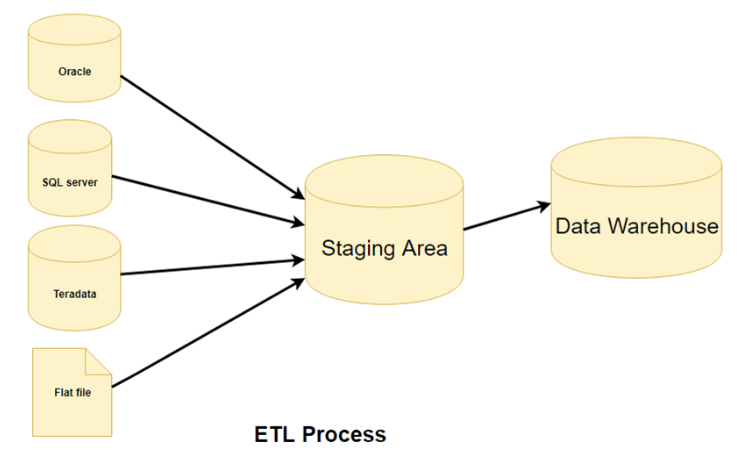 Oracle
SQL server
Teradata
Flat file
Staging Area
Data Warehouse
ETL Process